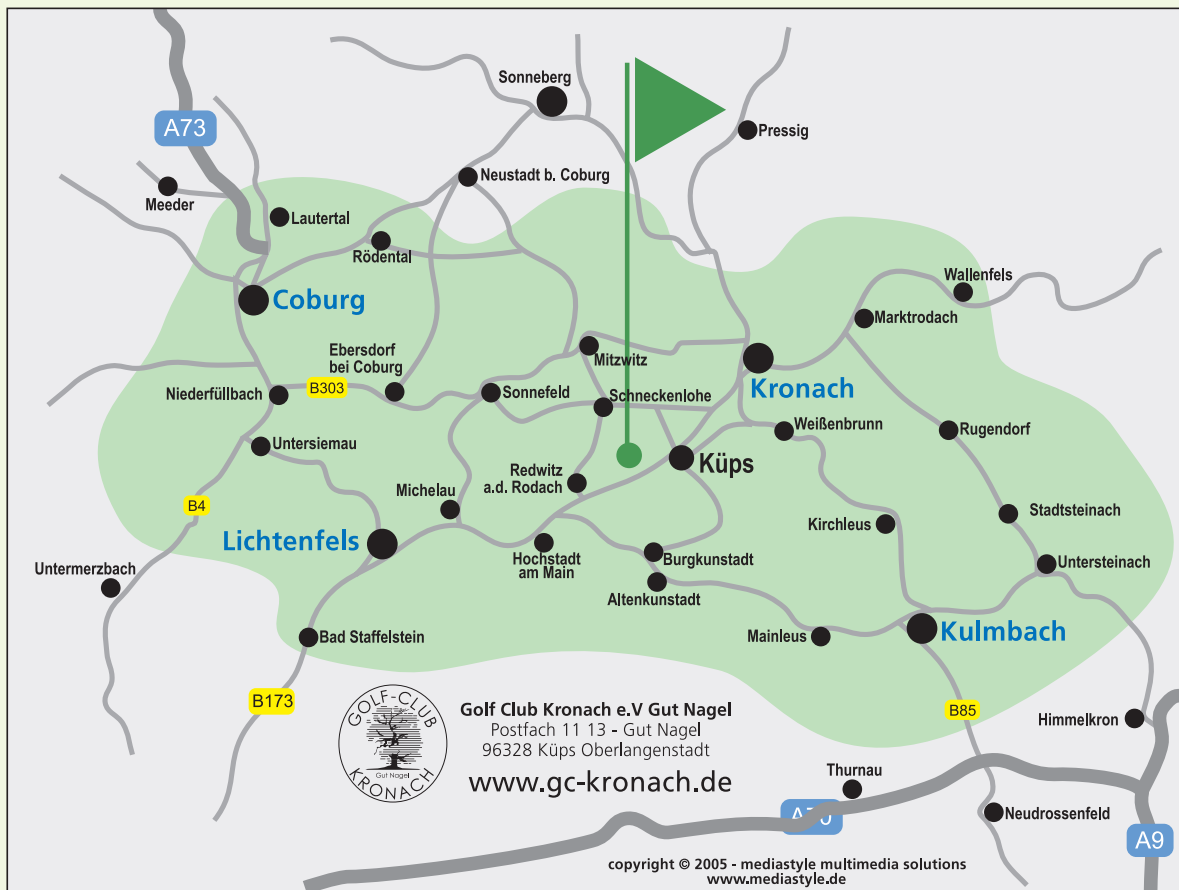 Sonneberg
A73
Pressig
Neustadt b. Coburg
Meeder
Lautertal
Rödental
Wallenfels
Coburg
Marktrodach
Ebersdorf
bei Coburg
Mitzwitz
Kronach
Niederfüllbach
B303
Sonnefeld
Schneckenlohe
Weißenbrunn
Rugendorf
Untersiemau
Küps
Redwitz
a.d. Rodach
Michelau
B4
Kirchleus
Stadtsteinach
Lichtenfels
Hochstadt
am Main
Burgkunstadt
Untersteinach
Untermerzbach
Altenkunstadt
Bad Staffelstein
Mainleus
Kulmbach
B173
B85
Himmelkron
GOLF-CLUB
Gut Nagel
KRONACH
Golf Club Kronach e.V Gut Nagel
Postfach 11 13 - Gut Nagel
96328 Küps Oberlangenstadt
www.gc-kronach.de
Thurnau
A70
Neudrossenfeld
A9
copyright © 2005 - mediastyle multimedia solutions
www.mediastyle.de